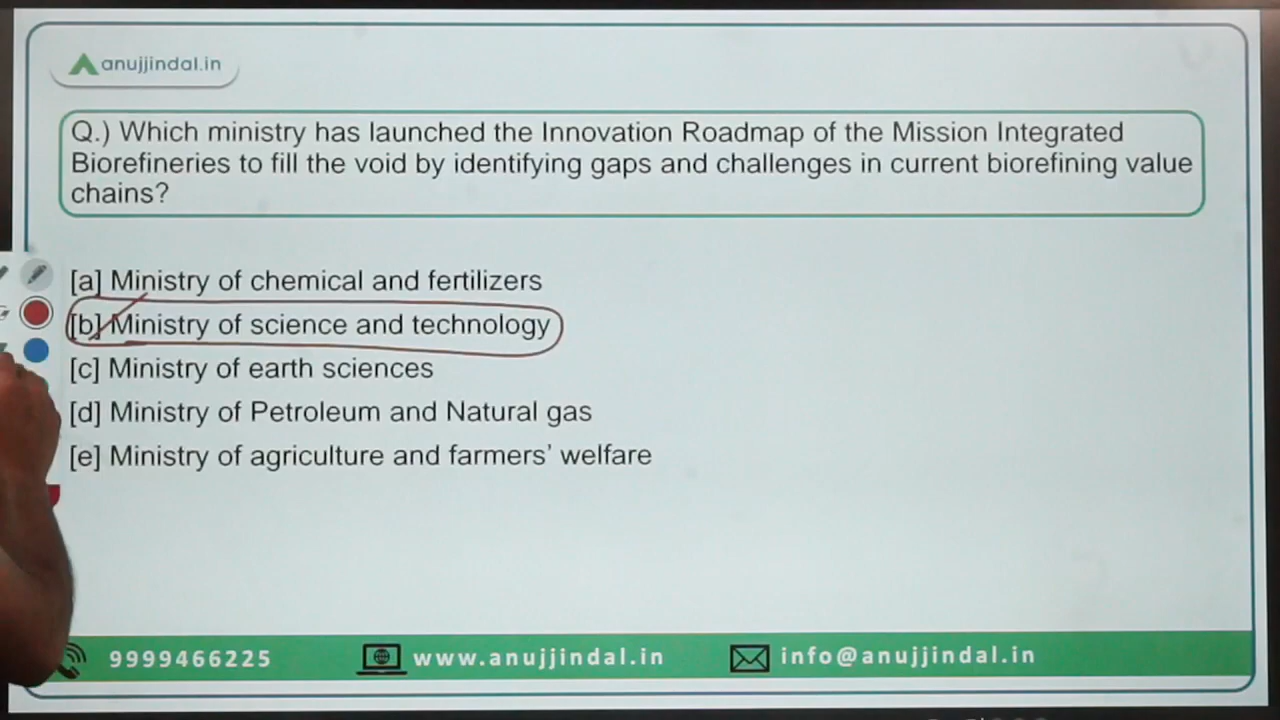 anujjindal.in
Q.) Which ministry has launched the Innovation Roadmap of the Mission Integrated
Biorefineries to fill the void by identifying gaps and challenges in current biorefining value
chains?
[a] Ministry of chemical and fertilizers
[b] Ministry of science and technology
[c] Ministry of earth sciences
[d] Ministry of Petroleum and Natural gas
[e] Ministry of agriculture and farmers’ welfare
9999466225 www.anujjindal.in info@anujjindal.in